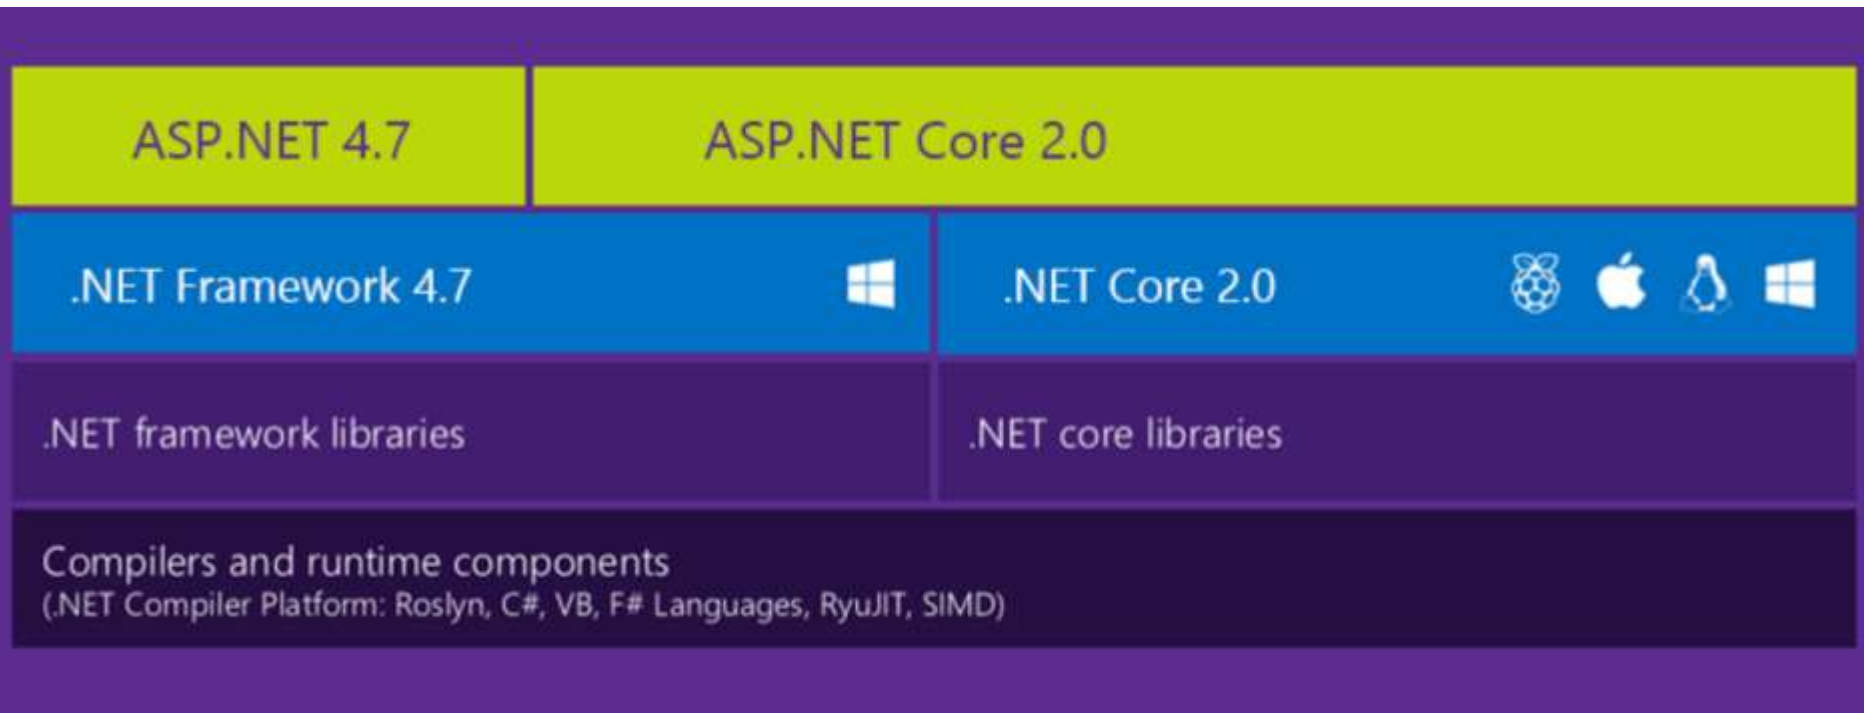 ASP.NET 4.7
ASP.NET Core 2.0
.NET Framework 4.7
.NET Core 2.0
.NET framework libraries
.NET core libraries
Compilers and runtime components
(.NET Compiler Platform: Roslyn, C#, VB, F# Languages, RyuJIT, SIMD)